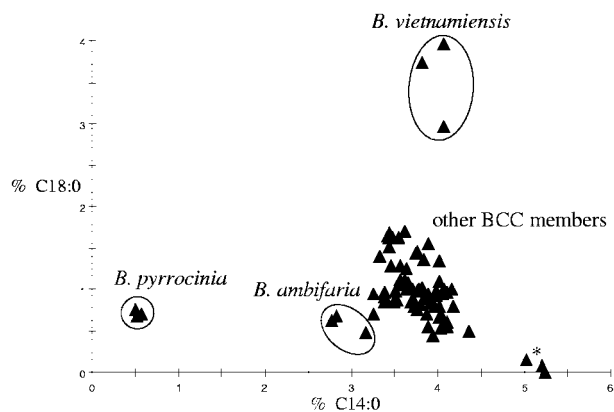 B. vietnamiensis
4
3
% C18:0
2
other BCC members
B. pyrrocinia
B. ambifaria
1
*
0
0 1 2 3 4 5 6
% C14:0